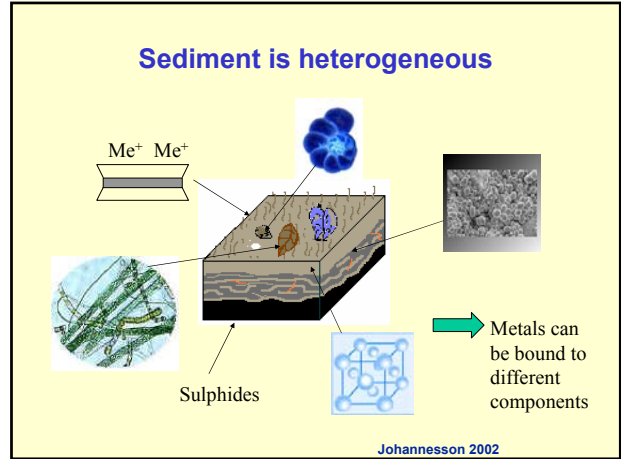 Sediment is heterogeneous
Me⁺ Me⁺
Sulphides
Metals can
be bound to
different
components
Johannesson 2002